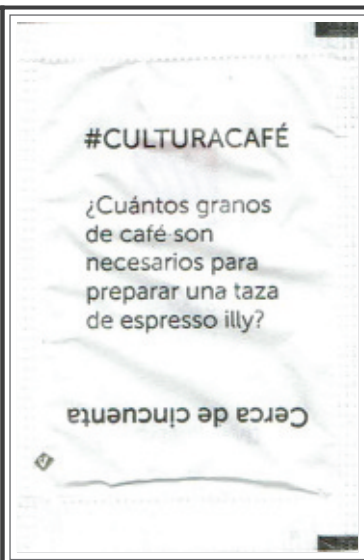 #CULTURACAFÉ
¿Cuántos granos
de café son
necesarios para
preparar una taza
de espresso illy?
Cerca de cincuenta